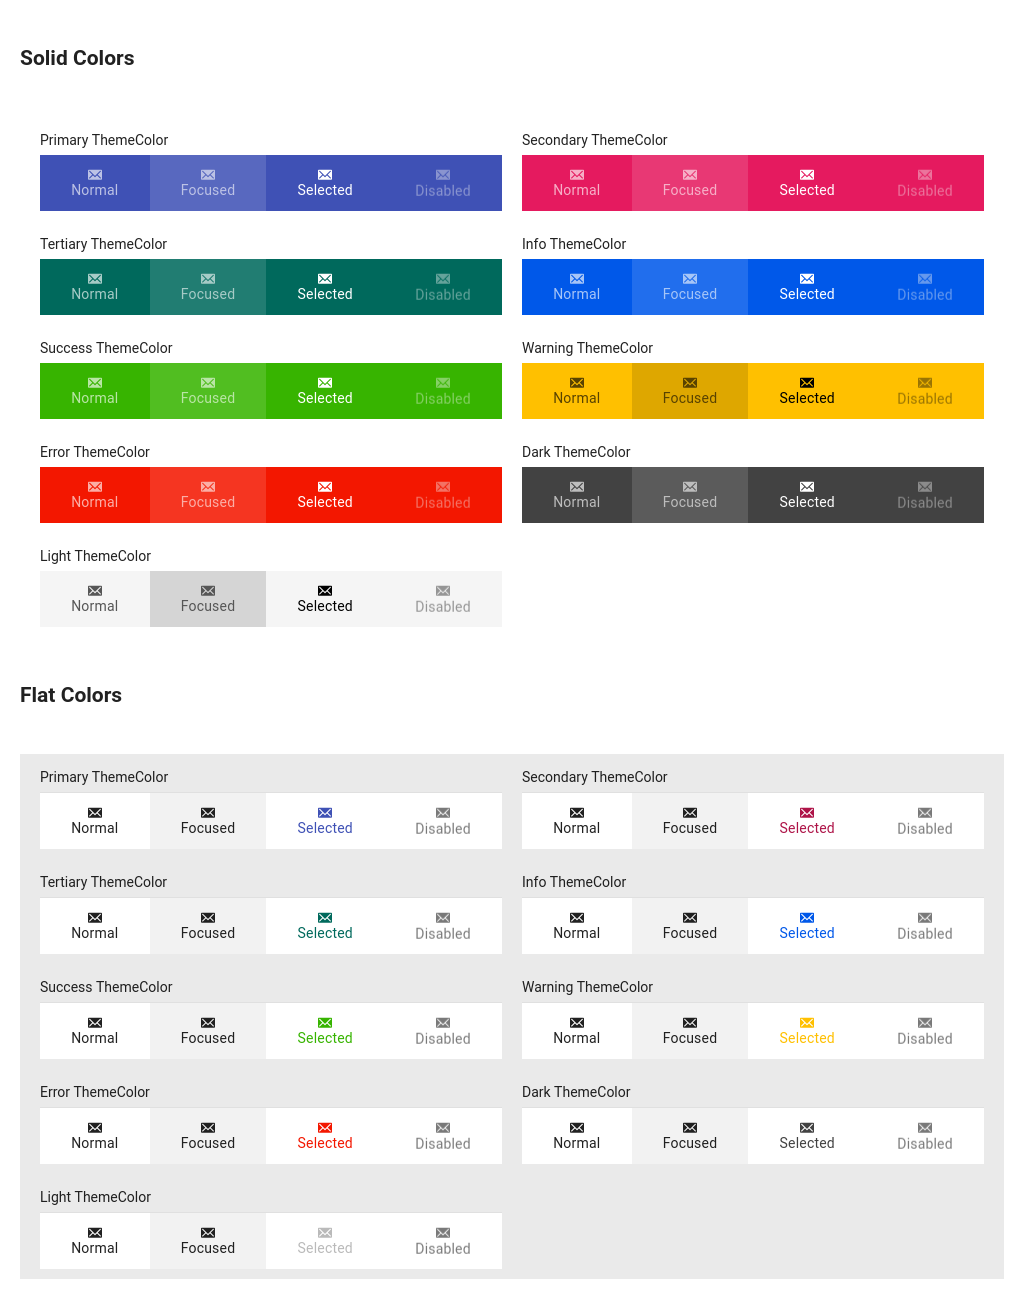 Solid Colors
Primary ThemeColor Secondary ThemeColor
Normal Focused Selected Disabled Normal Focused Selected Disabled
Tertiary ThemeColor Info ThemeColor
Normal Focused Selected Disabled Normal Focused Selected Disabled
Success ThemeColor Warning ThemeColor
Normal Focused Selected Disabled Normal Focused Selected Disabled
Error ThemeColor Dark ThemeColor
Normal Focused Selected Disabled Normal Focused Selected Disabled
Light ThemeColor
Normal Focused Selected Disabled
Flat Colors
Primary ThemeColor Secondary ThemeColor
Normal Focused Selected Disabled Normal Focused Selected Disabled
Tertiary ThemeColor Info ThemeColor
Normal Focused Selected Disabled Normal Focused Selected Disabled
Success ThemeColor Warning ThemeColor
Normal Focused Selected Disabled Normal Focused Selected Disabled
Error ThemeColor Dark ThemeColor
Normal Focused Selected Disabled Normal Focused Selected Disabled
Light ThemeColor
Normal Focused Selected Disabled